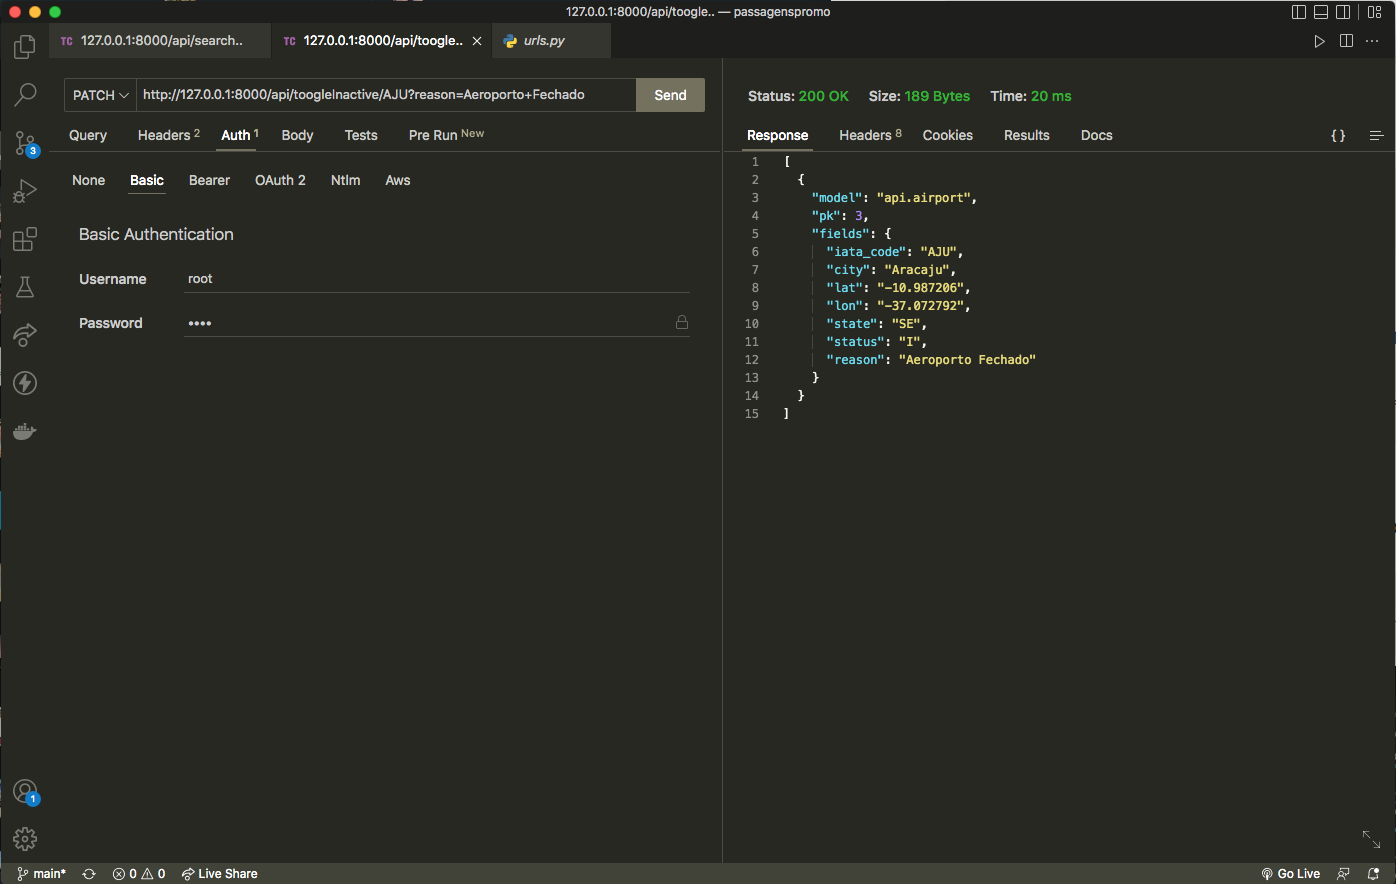 127.0.0.1:8000/api/toogle.. — passagenspromo
TC 127.0.0.1:8000/api/search..
TC 127.0.0.1:8000/api/toogle..
urls.py
PATCH
http://127.0.0.1:8000/api/toogleInactive/AJU?reason=Aeroporto+Fechado
Send
Query Headers 2 Auth 1 Body Tests Pre Run New
None Basic Bearer OAuth 2 Ntlm Aws
Basic Authentication
Username root
Password ••••
Status: 200 OK Size: 189 Bytes Time: 20 ms
Response Headers 8 Cookies Results Docs { }
1 [
2 {
3 "model": "api.airport",
4 "pk": 3,
5 "fields": {
6 "iata_code": "AJU",
7 "city": "Aracaju",
8 "lat": "-10.987206",
9 "lon": "-37.072792",
10 "state": "SE",
11 "status": "I",
12 "reason": "Aeroporto Fechado"
13 }
14 }
15 ]
3
1
main* 0 0 Live Share
Go Live